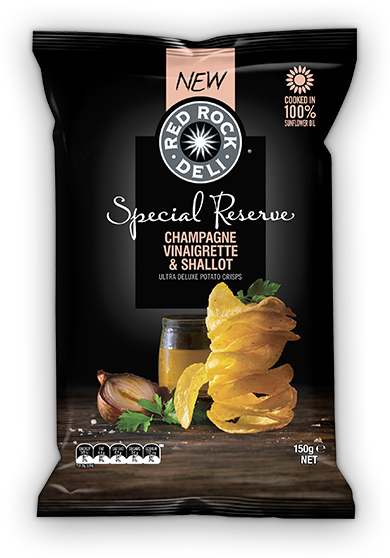 NEW
COOKED IN
100%
SUNFLOWER OIL
RED ROCK
DELI
®
Special Reserve
CHAMPAGNE
VINAIGRETTE
& SHALLOT
ULTRA DELUXE POTATO CRISPS
150g
NET